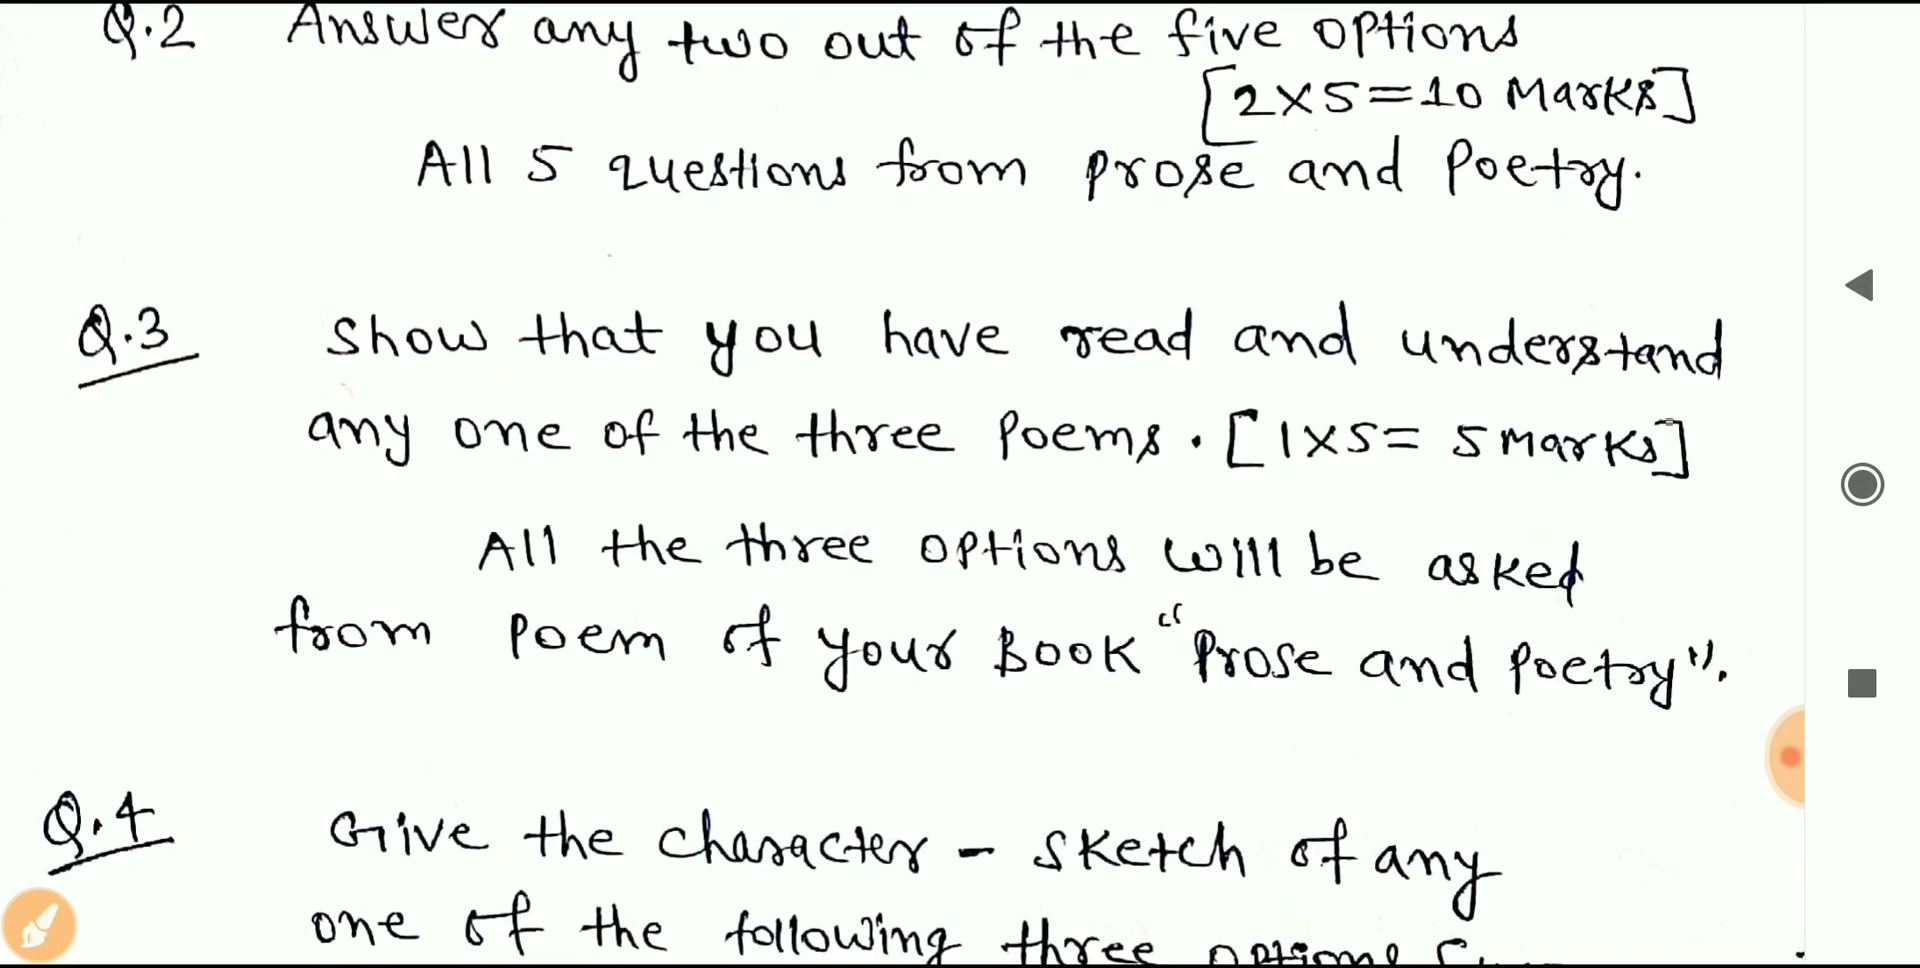 Q.2 Answer any two out of the five options
[2×5=10 Marks]
All 5 questions from prose and Poetry.
Q.3 Show that you have read and understand
any one of the three Poems. [1×5= 5 Marks]
All the three options will be asked
from Poem of your Book "Prose and Poetry".
Q.4 Give the character - sketch of any
one of the following three options